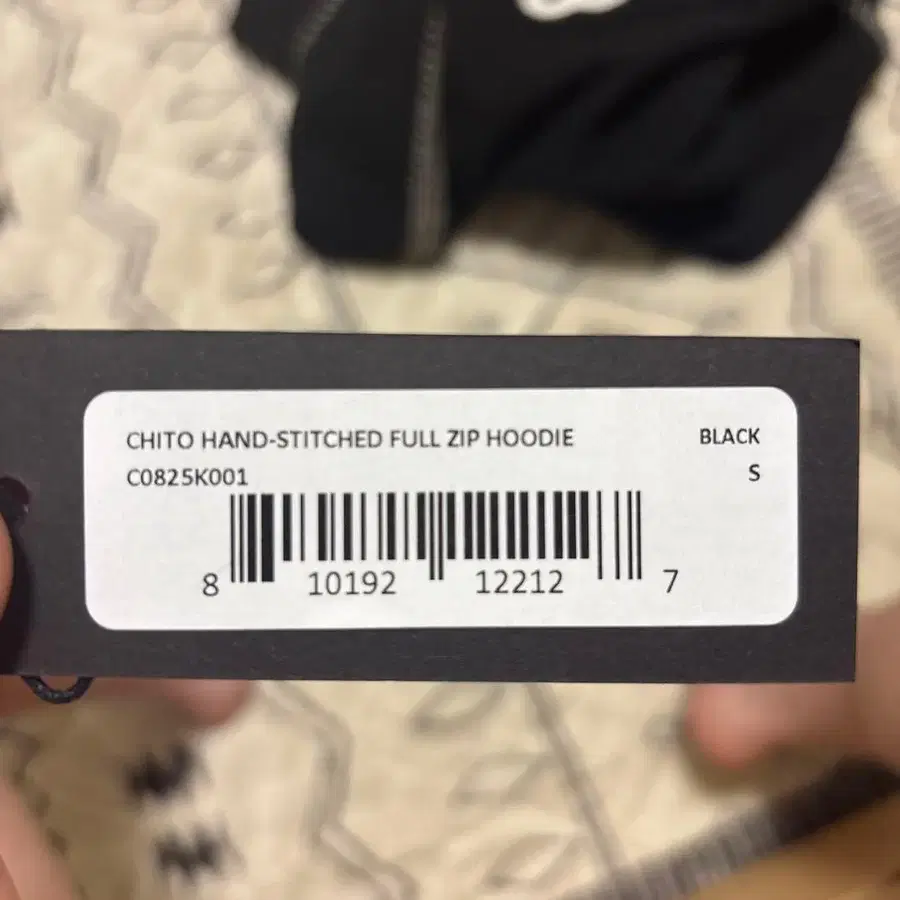 CHITO HAND-STITCHED FULL ZIP HOODIE BLACK
C0825K001 S
8 10192 12212 7